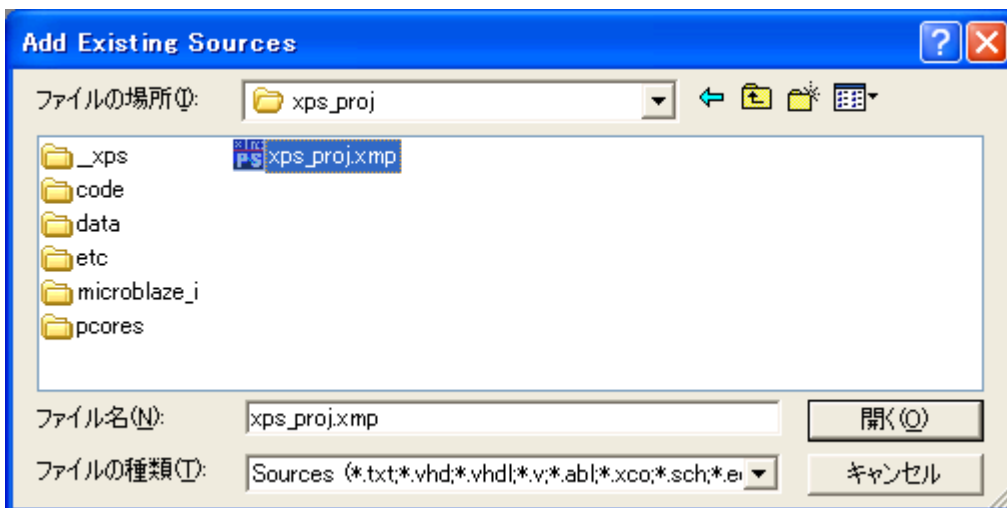 Add Existing Sources
ファイルの場所(I):
xps_proj
_xps
xps_proj.xmp
code
data
etc
microblaze_i
pcores
ファイル名(N):
xps_proj.xmp
開く(O)
ファイルの種類(T):
Sources (*.txt;*.vhd;*.vhdl;*.v;*.abl;*.xco;*.sch;*.e
キャンセル